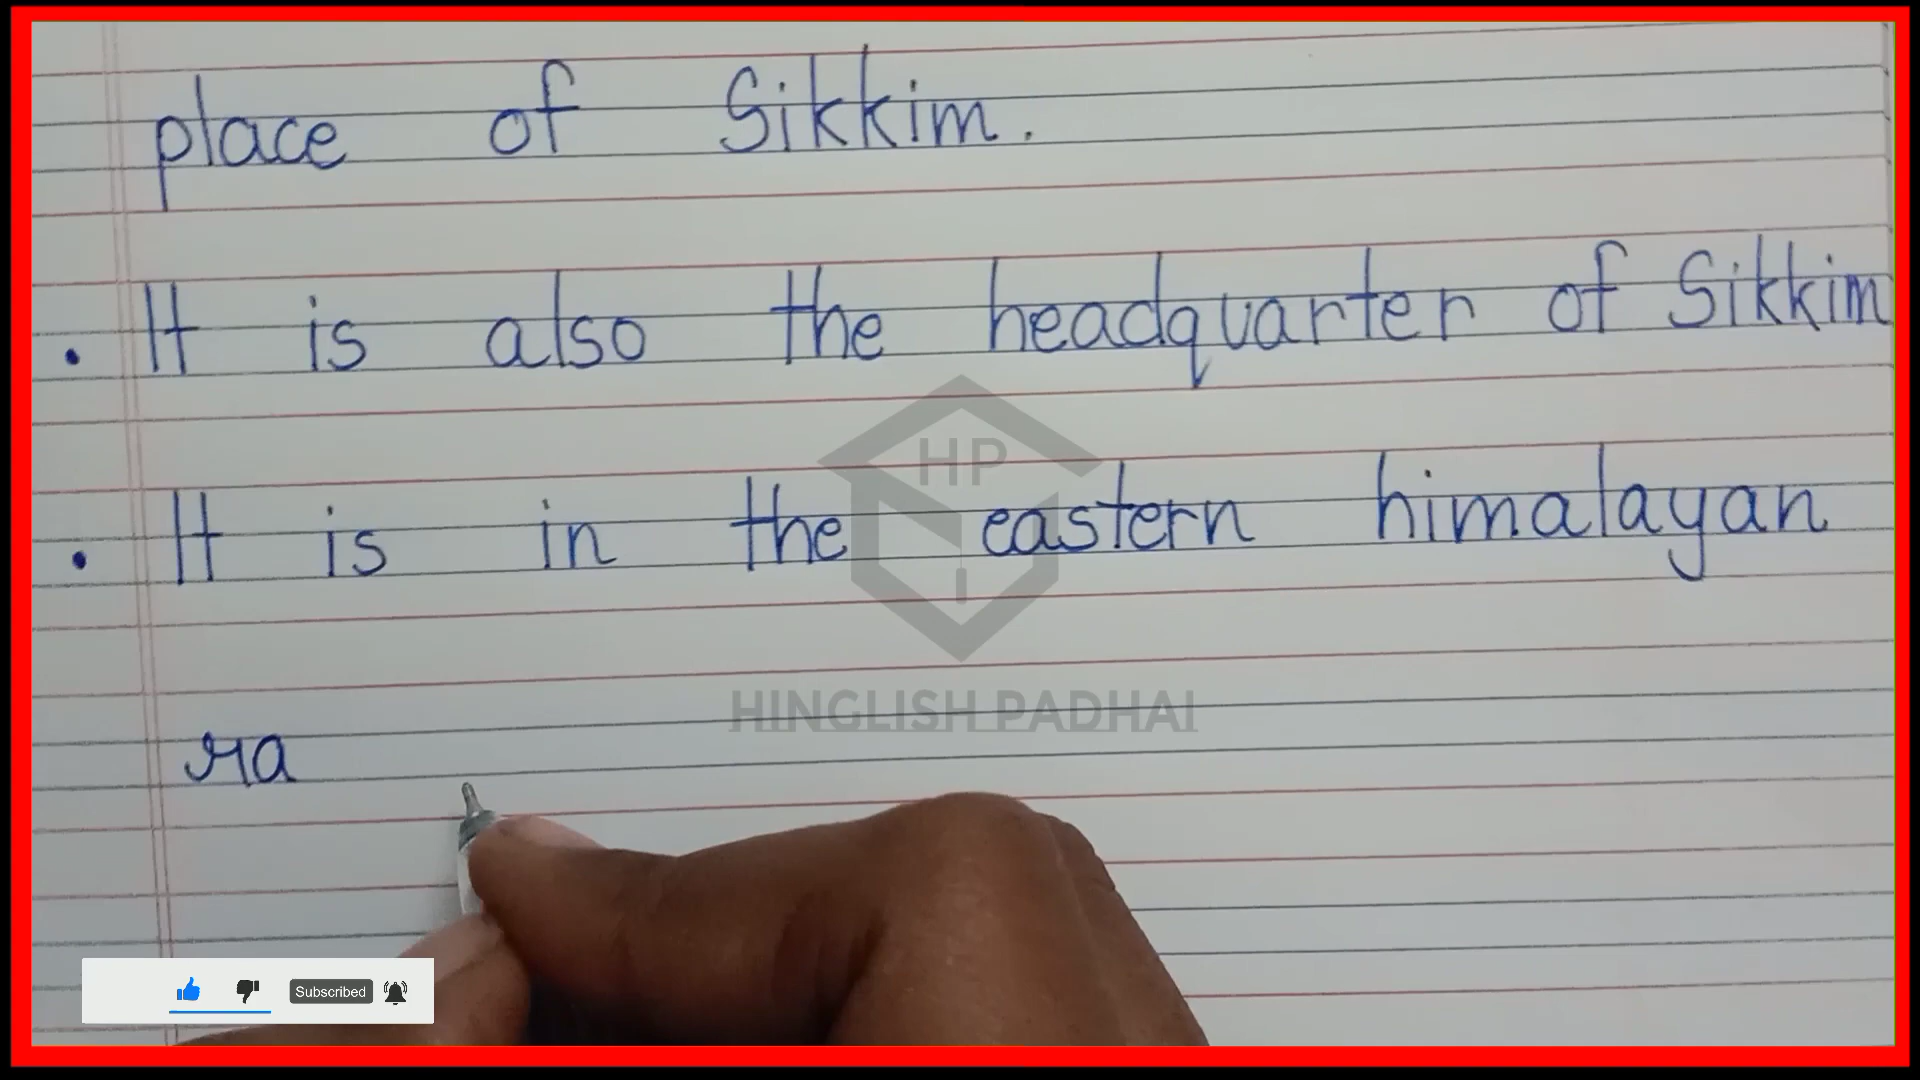 place of Sikkim.
• It is also the headquarter of Sikkim
• It is in the eastern himalayan
ra
HP
I
HINGLISH PADHAI
Subscribed